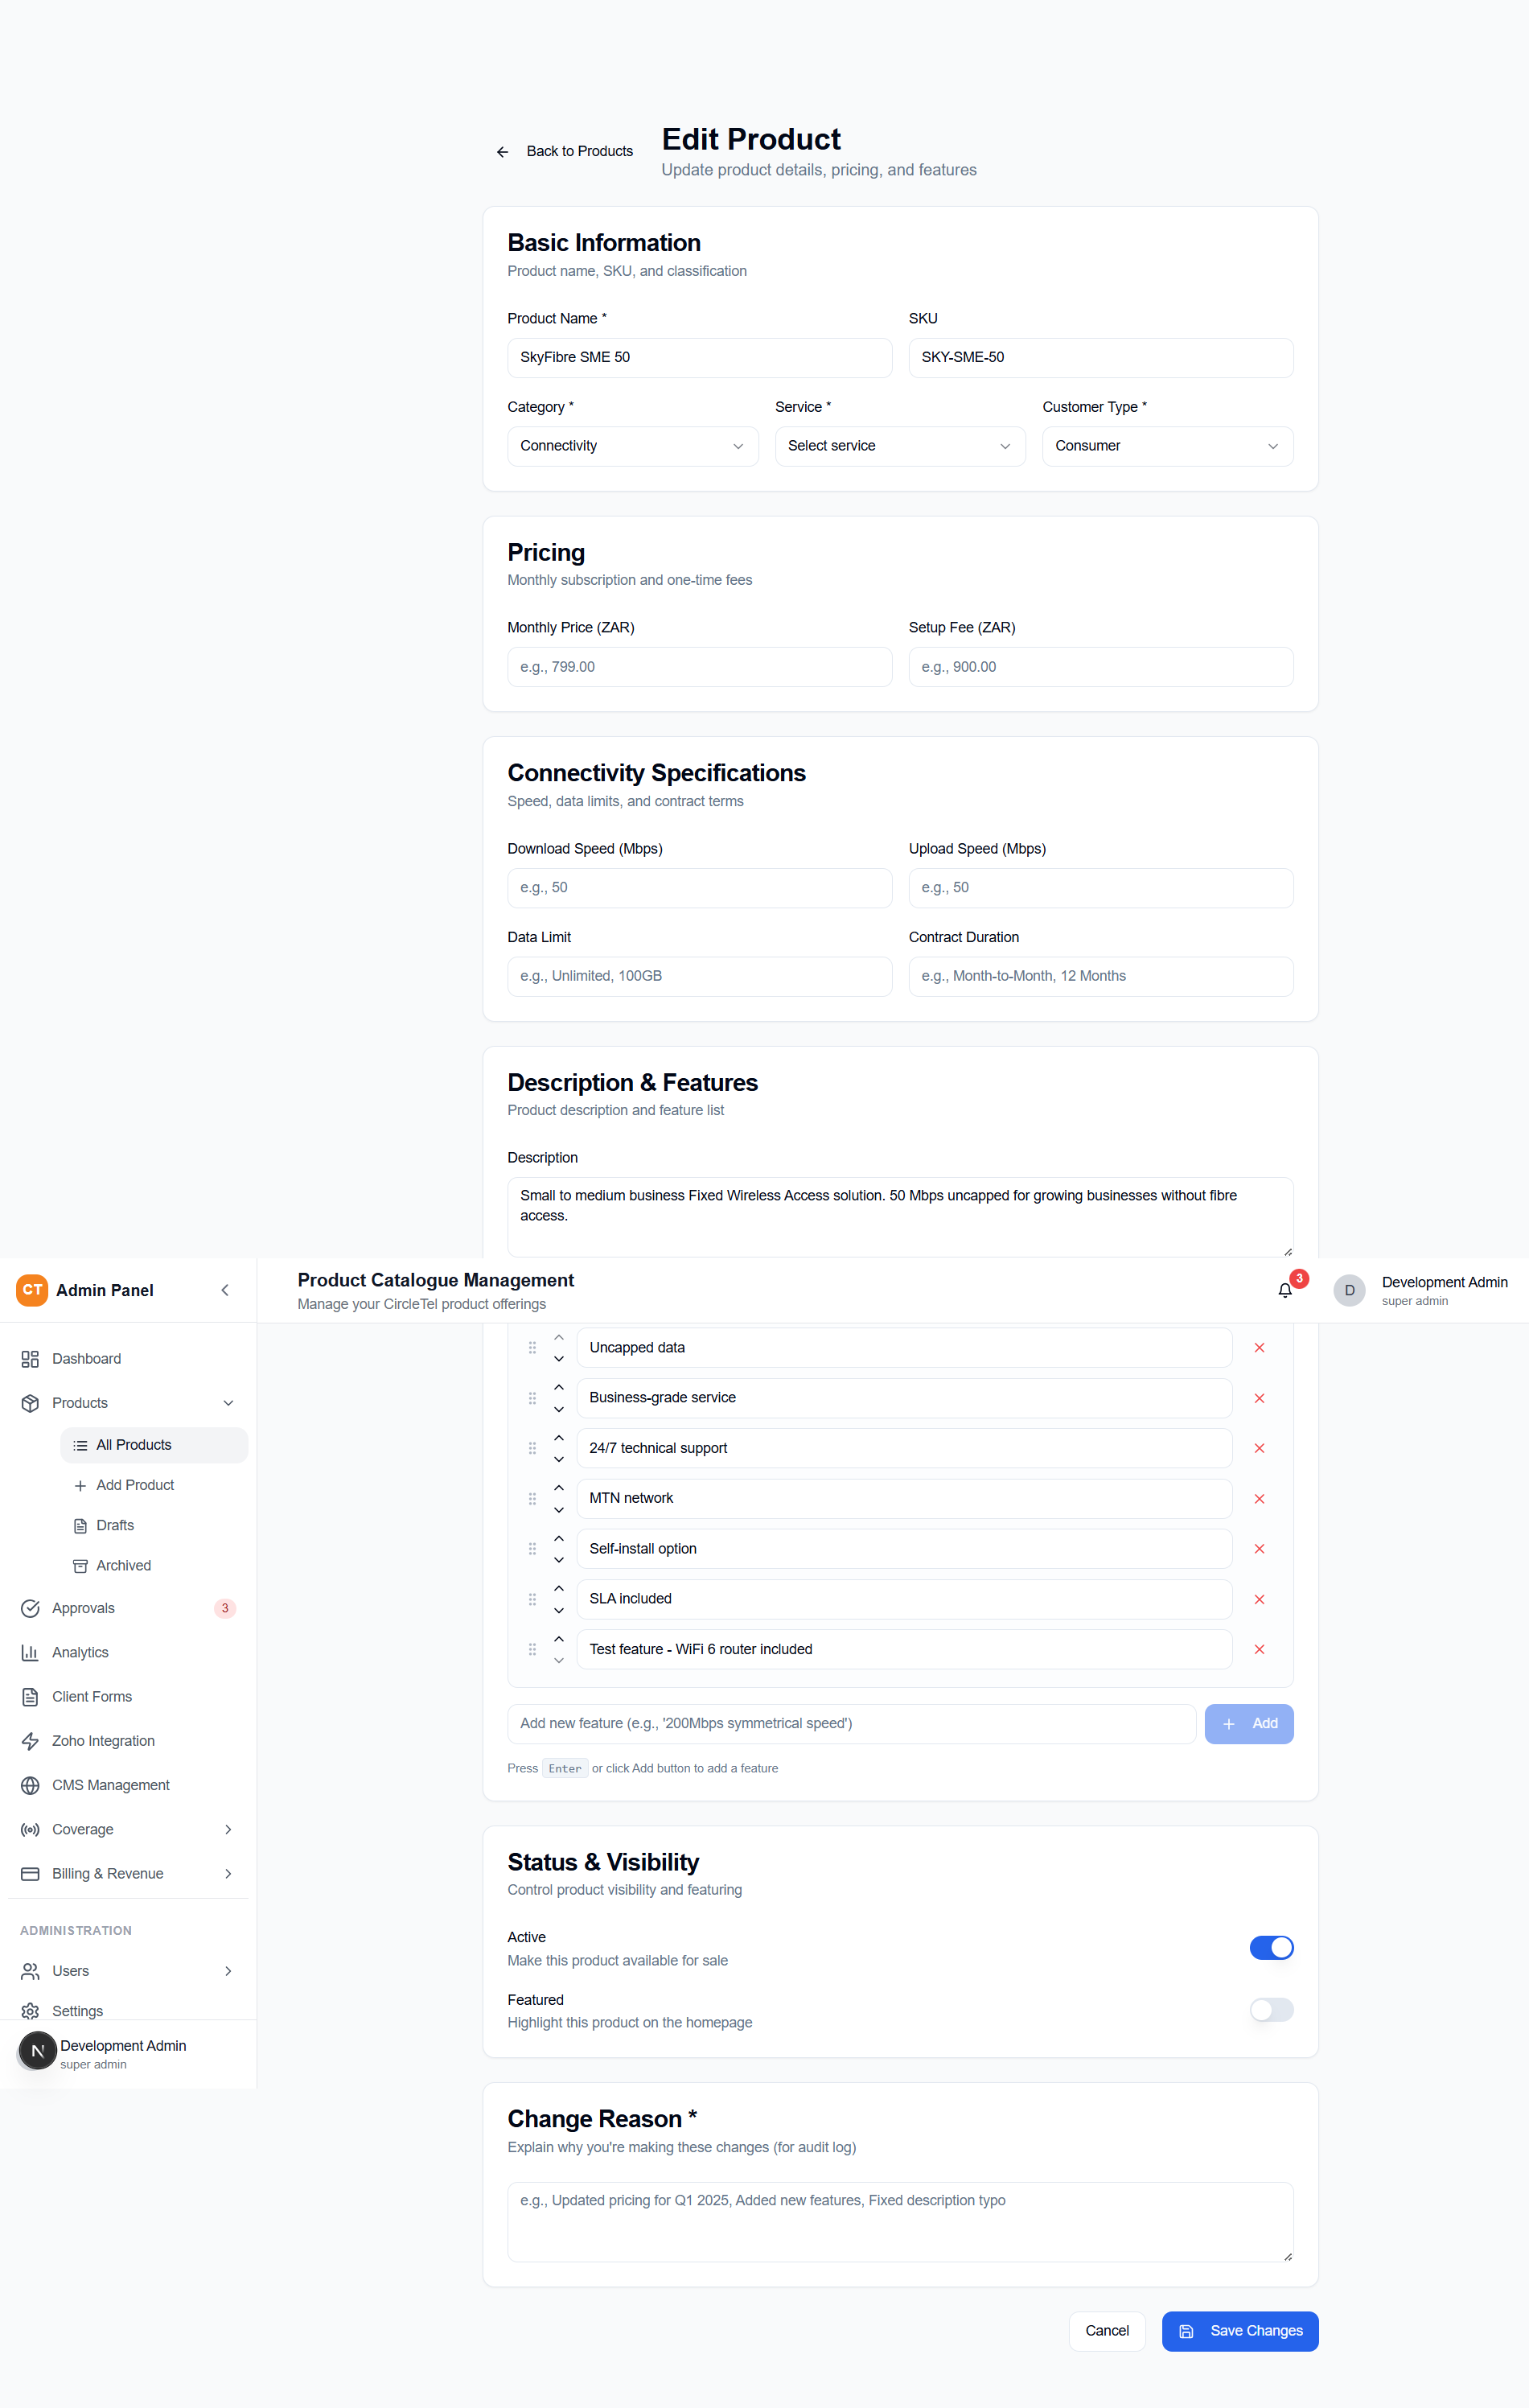 Back to Products
Edit Product
Update product details, pricing, and features
Basic Information
Product name, SKU, and classification
Product Name *
SKU
SkyFibre SME 50
SKY-SME-50
Category *
Service *
Customer Type *
Connectivity
Select service
Consumer
Pricing
Monthly subscription and one-time fees
Monthly Price (ZAR)
Setup Fee (ZAR)
e.g., 799.00
e.g., 900.00
Connectivity Specifications
Speed, data limits, and contract terms
Download Speed (Mbps)
Upload Speed (Mbps)
e.g., 50
e.g., 50
Data Limit
Contract Duration
e.g., Unlimited, 100GB
e.g., Month-to-Month, 12 Months
Description & Features
Product description and feature list
Description
Small to medium business Fixed Wireless Access solution. 50 Mbps uncapped for growing businesses without fibre
access.
CT
Admin Panel
Product Catalogue Management
Manage your CircleTel product offerings
3
D
Development Admin
super admin
Dashboard
Products
All Products
Add Product
Drafts
Archived
Approvals
3
Analytics
Client Forms
Zoho Integration
CMS Management
Coverage
Billing & Revenue
ADMINISTRATION
Users
Settings
N
Development Admin
super admin
Uncapped data
Business-grade service
24/7 technical support
MTN network
Self-install option
SLA included
Test feature - WiFi 6 router included
Add new feature (e.g., '200Mbps symmetrical speed')
Add
Press Enter or click Add button to add a feature
Status & Visibility
Control product visibility and featuring
Active
Make this product available for sale
Featured
Highlight this product on the homepage
Change Reason *
Explain why you're making these changes (for audit log)
e.g., Updated pricing for Q1 2025, Added new features, Fixed description typo
Cancel
Save Changes